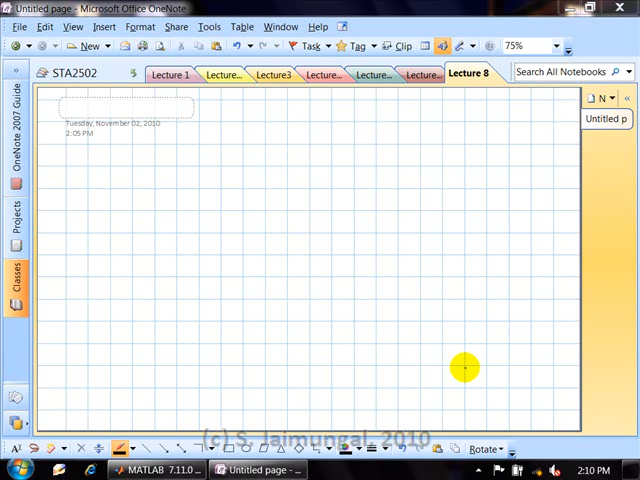 Untitled page - Microsoft Office OneNote
File Edit View Insert Format Share Tools Table Window Help
New Task Tag Clip 75%
STA2502 Lecture 1 Lecture... Lecture3 Lecture... Lecture... Lecture... Lecture 8 Search All Notebooks
N
Untitled p
Tuesday, November 02, 2010
2:05 PM
OneNote 2007 Guide
Projects
Classes
(c) S. Jaimungal, 2010
Rotate
MATLAB 7.11.0 ... Untitled page - ... 2:10 PM